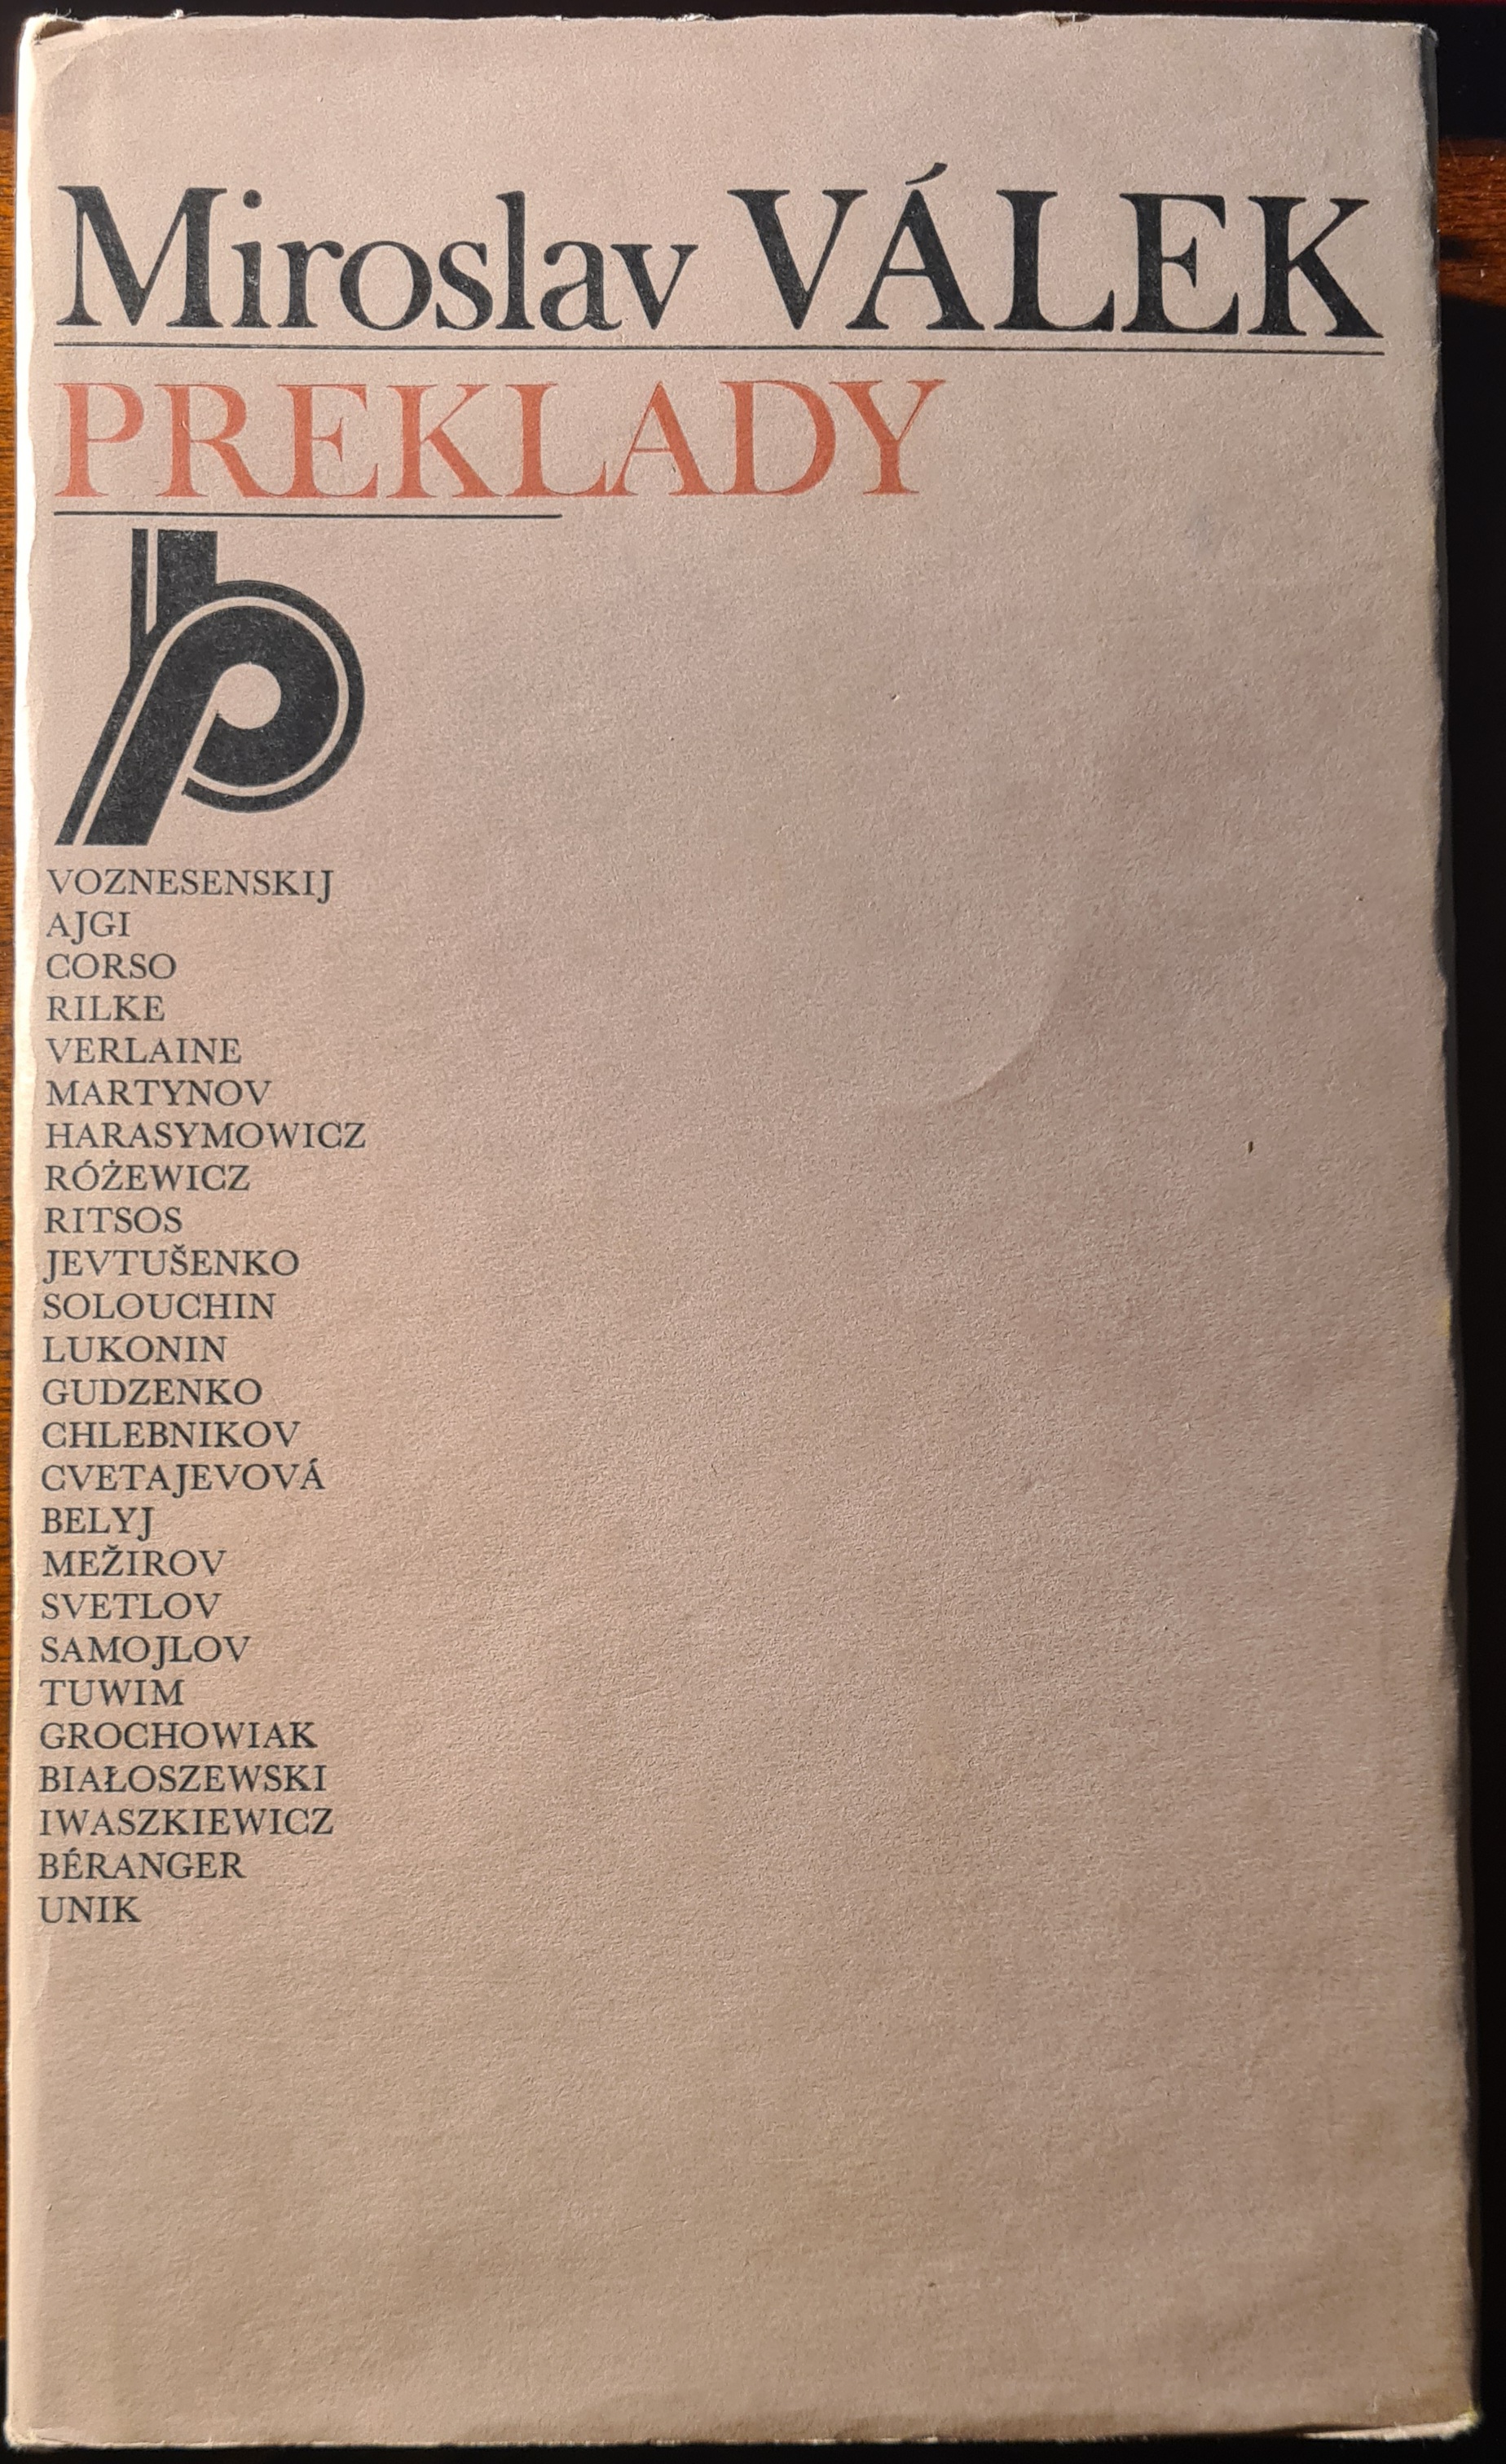 Miroslav VÁLEK
PREKLADY
VOZNESENSKIJ
AJGI
CORSO
RILKE
VERLAINE
MARTYNOV
HARASYMOWICZ
RÓŻEWICZ
RITSOS
JEVTUŠENKO
SOLOUCHIN
LUKONIN
GUDZENKO
CHLEBNIKOV
CVETAJEVOVÁ
BELYJ
MEŽIROV
SVETLOV
SAMOJLOV
TUWIM
GROCHOWIAK
BIAŁOSZEWSKI
IWASZKIEWICZ
BÉRANGER
UNIK